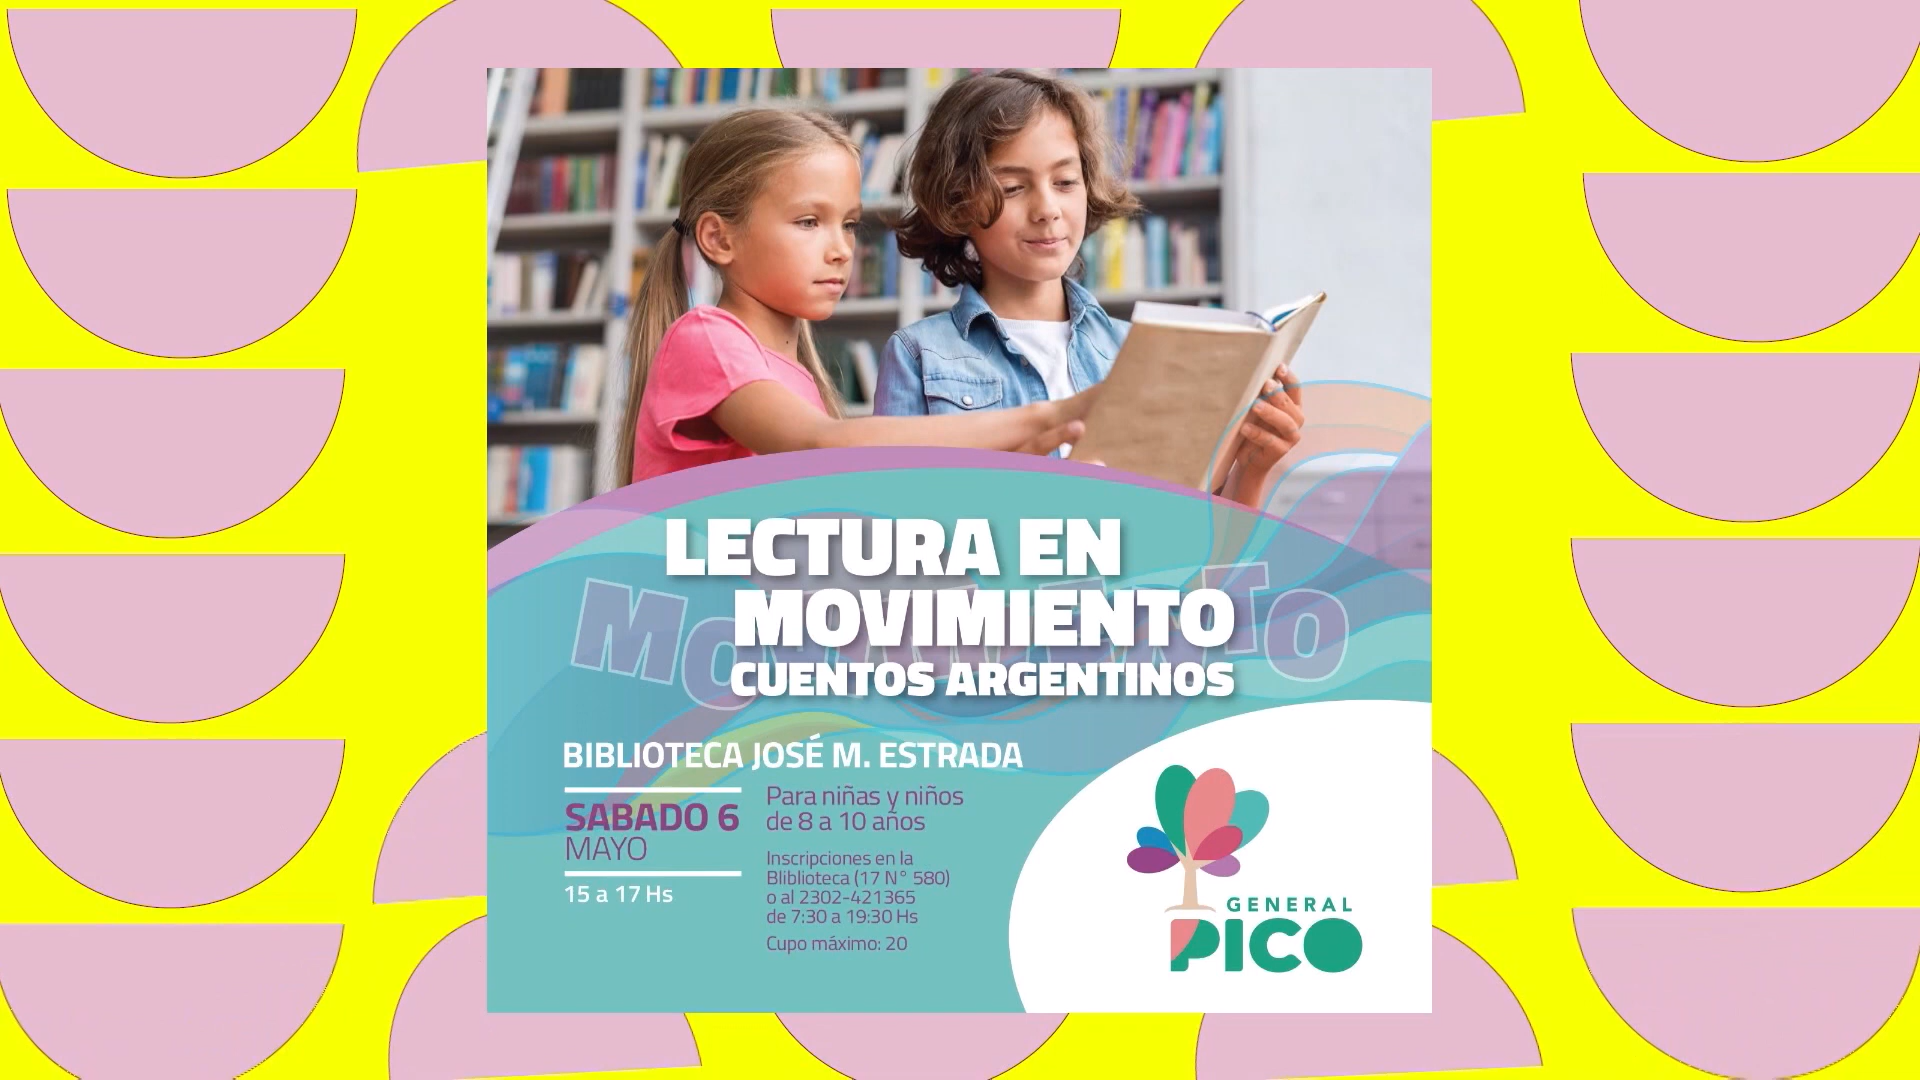 LECTURA EN
MOVIMIENTO
MOVIMIENTO
CUENTOS ARGENTINOS
BIBLIOTECA JOSÉ M. ESTRADA
SABADO 6
MAYO
15 a 17 Hs
Para niñas y niños
de 8 a 10 años
Inscripciones en la
Bliblioteca (17 N° 580)
o al 2302-421365
de 7:30 a 19:30 Hs
Cupo máximo: 20
GENERAL
PICO